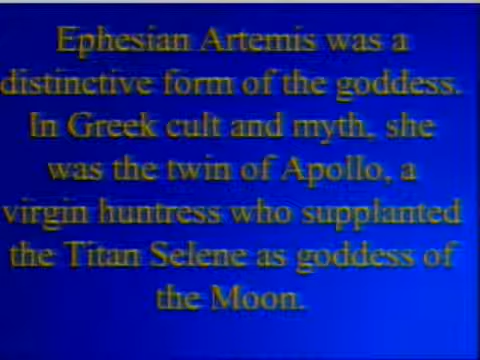 Ephesian Artemis was a
distinctive form of the goddess.
In Greek cult and myth, she
was the twin of Apollo, a
virgin huntress who supplanted
the Titan Selene as goddess of
the Moon.